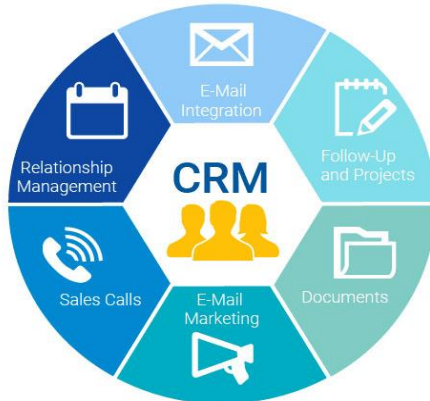 E-Mail
Integration
Follow-Up
and Projects
Documents
E-Mail
Marketing
Sales Calls
Relationship
Management
CRM